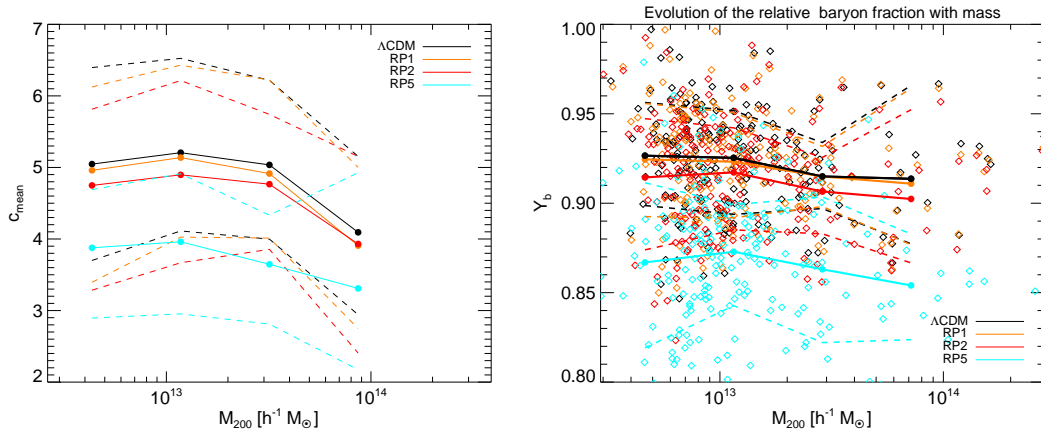 7
6
5
4
3
2
c_mean
10^13
10^14
M_200 [h^-1 M_⊙]
ΛCDM
RP1
RP2
RP5
Evolution of the relative baryon fraction with mass
1.00
0.95
0.90
0.85
0.80
Y_b
ΛCDM
RP1
RP2
RP5
10^13
10^14
M_200 [h^-1 M_⊙]